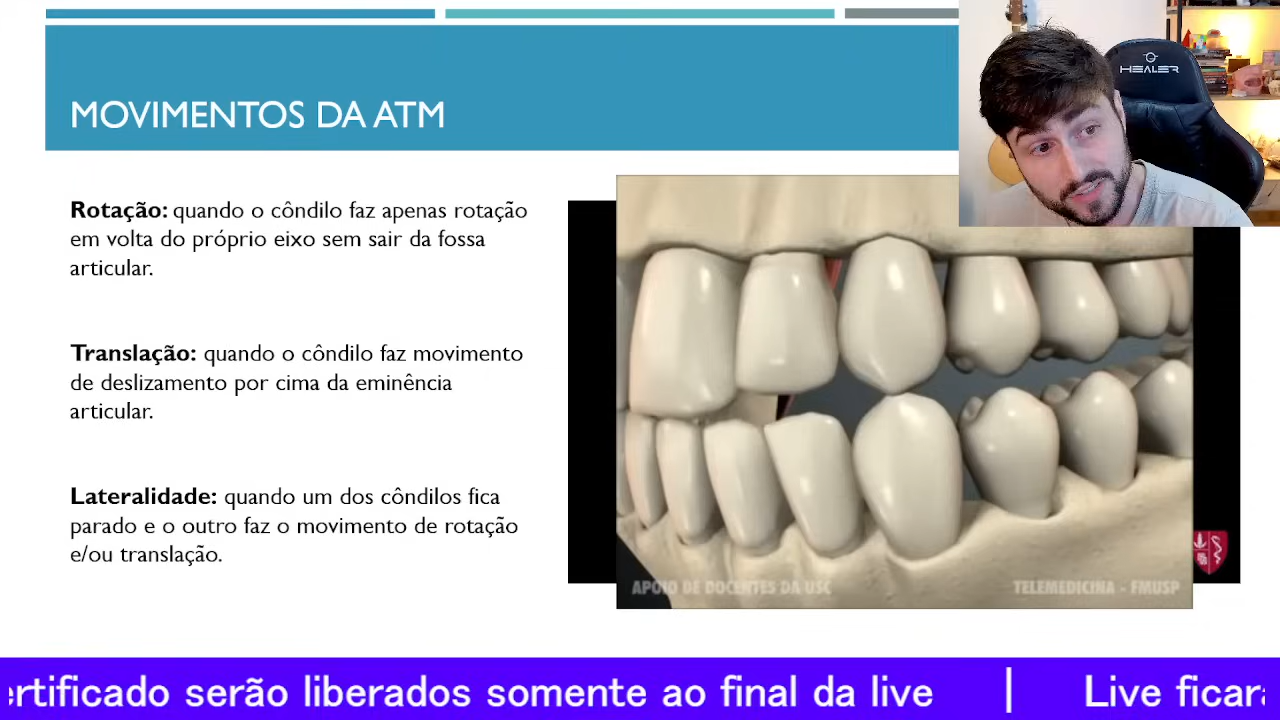 MOVIMENTOS DA ATM
HEALER
Rotação: quando o côndilo faz apenas rotação
em volta do próprio eixo sem sair da fossa
articular.
Translação: quando o côndilo faz movimento
de deslizamento por cima da eminência
articular.
Lateralidade: quando um dos côndilos fica
parado e o outro faz o movimento de rotação
e/ou translação.
APOIO DE DOCENTES DA USC
TELEMEDICINA - FMUSP
ertificado serão liberados somente ao final da live | Live ficar